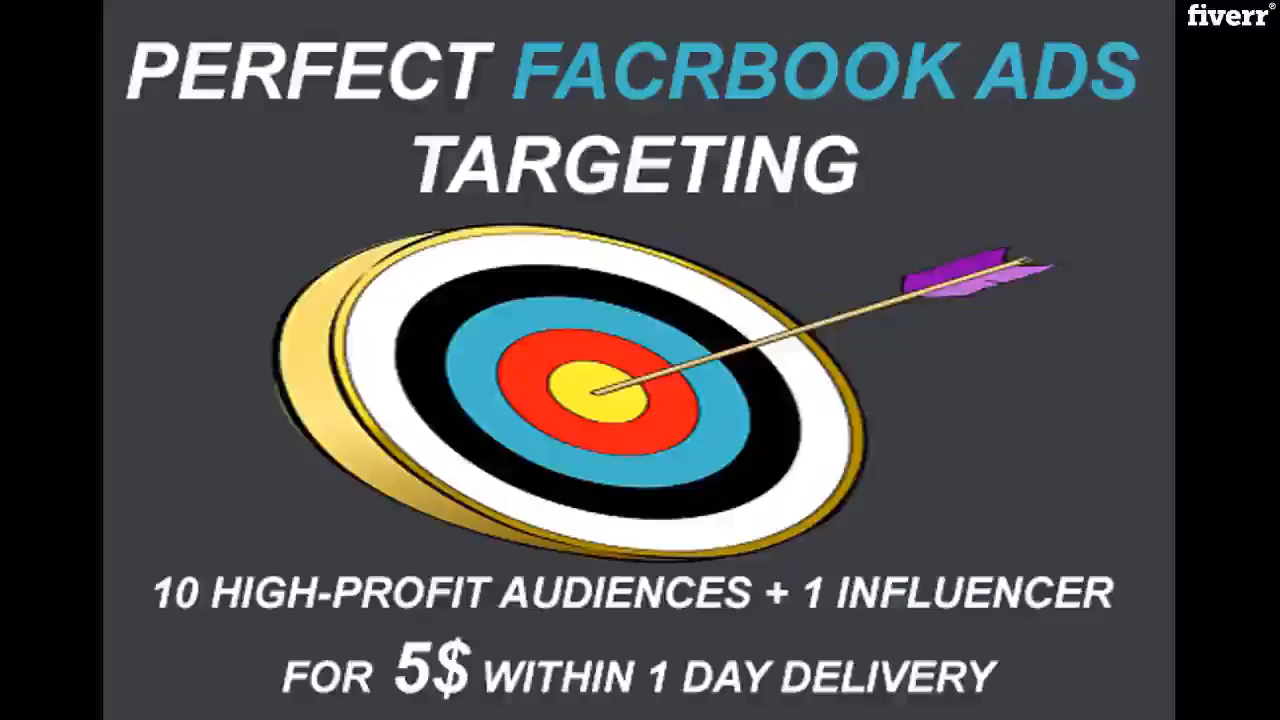 fiverr®
PERFECT FACRBOOK ADS
TARGETING
10 HIGH-PROFIT AUDIENCES + 1 INFLUENCER
FOR 5$ WITHIN 1 DAY DELIVERY